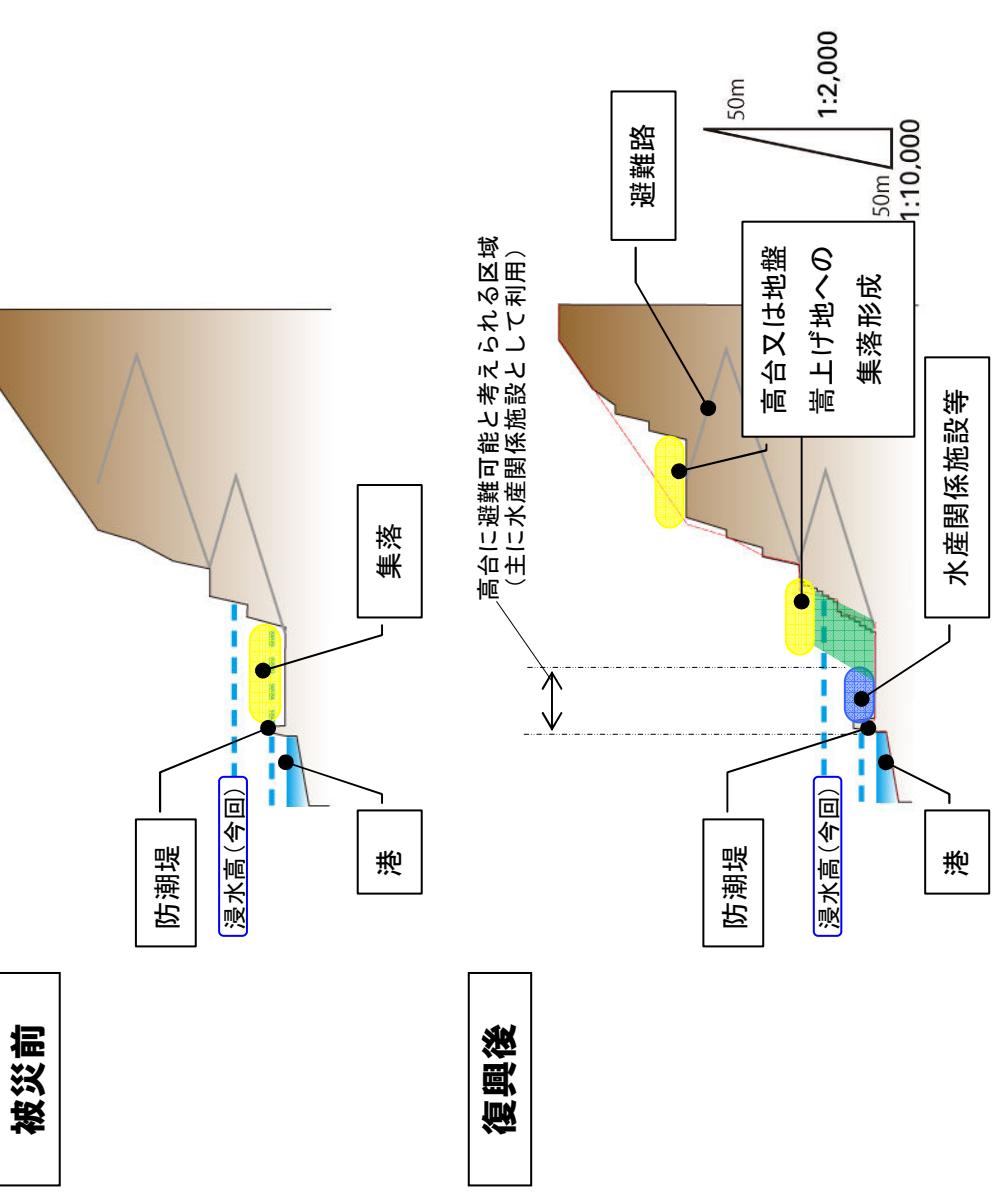 被災前
防潮堤
浸水高(今回)
港
集落
復興後
高台に避難可能と考えられる区域
(主に水産関係施設として利用)
防潮堤
浸水高(今回)
港
避難路
高台又は地盤
嵩上げ地への
集落形成
水産関係施設等
50m
1:2,000
50m
1:10,000